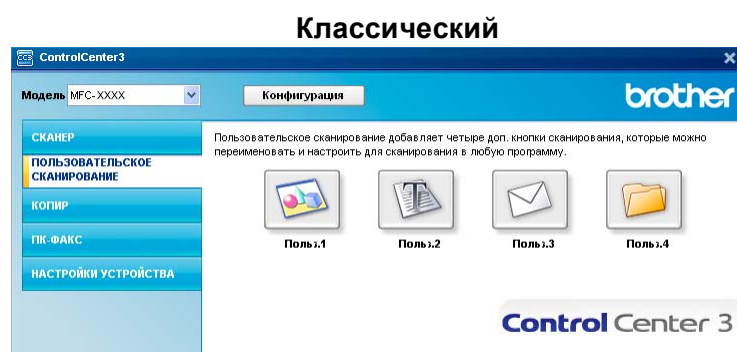 Классический
ControlCenter3
Модель MFC-XXXX
Конфигурация
brother
СКАНЕР
ПОЛЬЗОВАТЕЛЬСКОЕ
СКАНИРОВАНИЕ
КОПИР
ПК-ФАКС
НАСТРОЙКИ УСТРОЙСТВА
Пользовательское сканирование добавляет четыре доп. кнопки сканирования, которые можно
переименовать и настроить для сканирования в любую программу.
Польз.1
Польз.2
Польз.3
Польз.4
Control Center 3